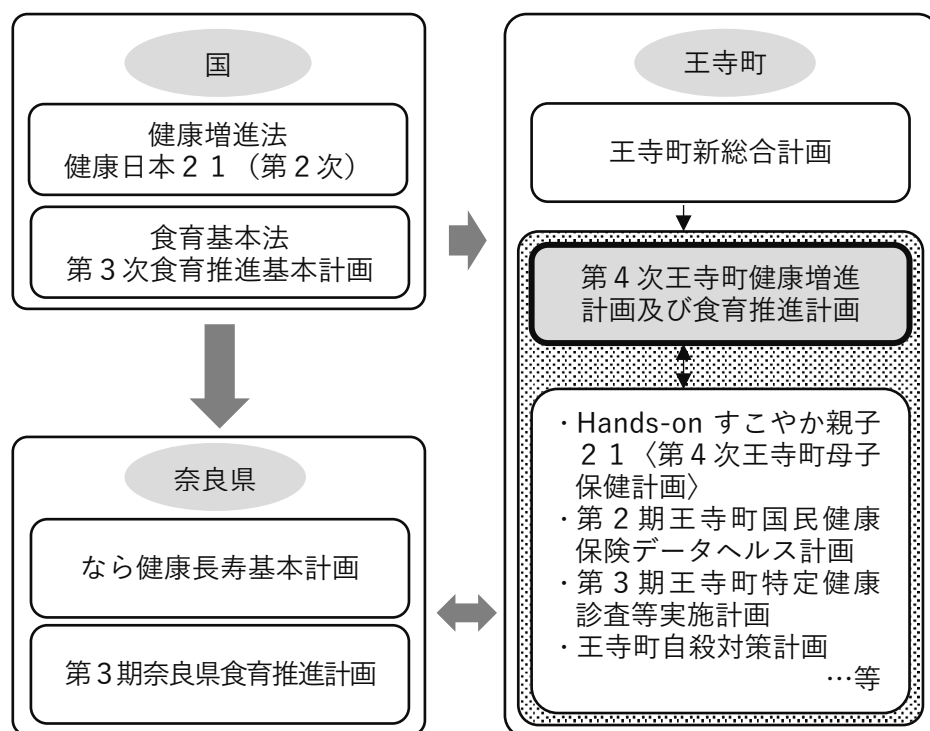 国
健康増進法
健康日本２１（第２次）
食育基本法
第３次食育推進基本計画
奈良県
なら健康長寿基本計画
第３期奈良県食育推進計画
王寺町
王寺町新総合計画
第４次王寺町健康増進
計画及び食育推進計画
・Hands-on すこやか親子
２１〈第４次王寺町母子
保健計画〉
・第２期王寺町国民健康
保険データヘルス計画
・第３期王寺町特定健康
診査等実施計画
・王寺町自殺対策計画
…等